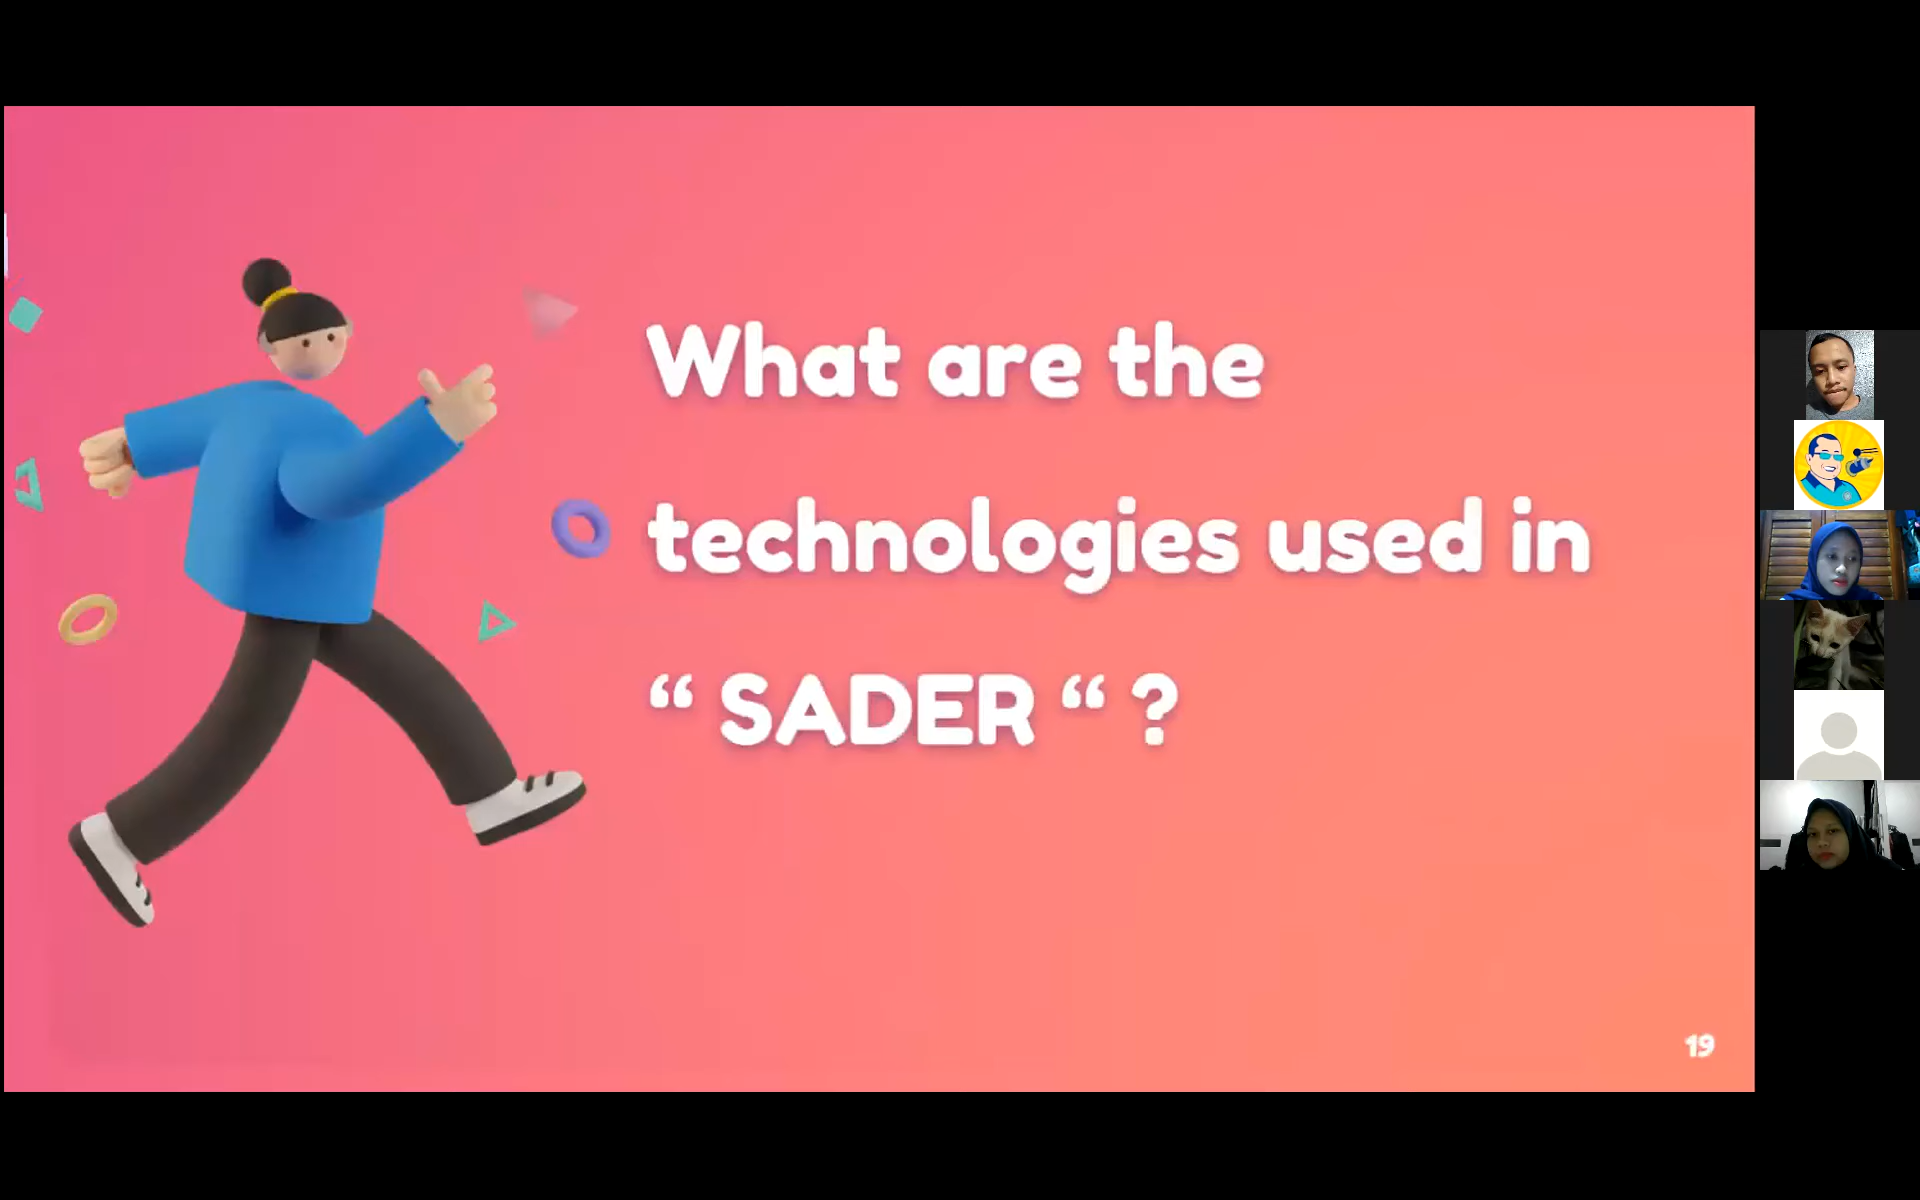 What are the
technologies used in
“ SADER “ ?
19